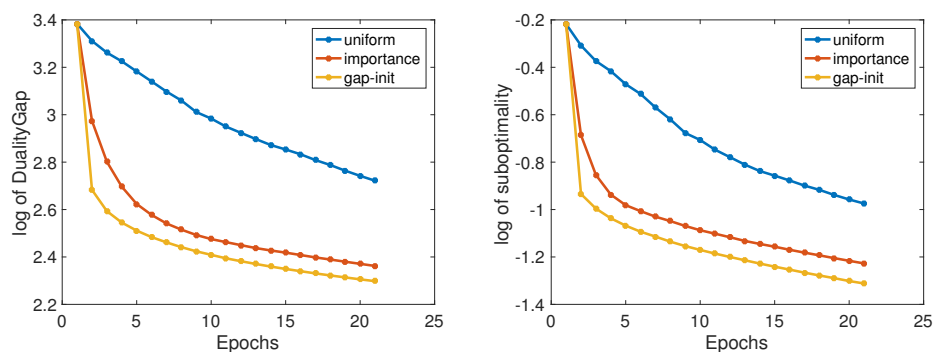 log of DualityGap
3.4
3.2
3
2.8
2.6
2.4
2.2
0
5
10
15
20
25
Epochs
uniform
importance
gap-init
log of suboptimality
-0.2
-0.4
-0.6
-0.8
-1
-1.2
-1.4
0
5
10
15
20
25
Epochs
uniform
importance
gap-init